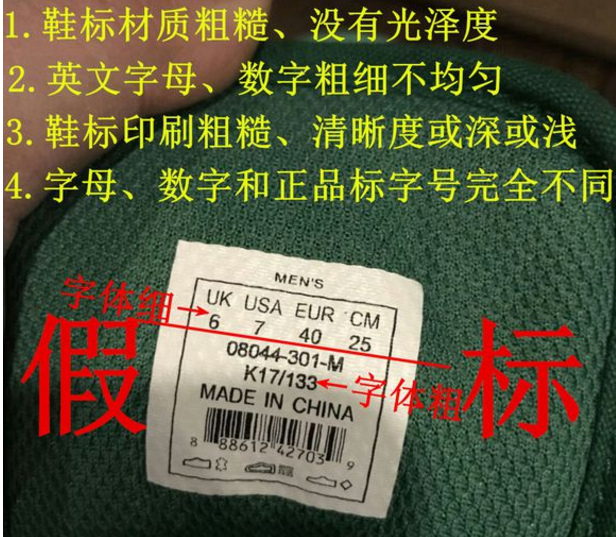 1.鞋标材质粗糙、没有光泽度
2.英文字母、数字粗细不均匀
3.鞋标印刷粗糙、清晰度或深或浅
4.字母、数字和正品标字号完全不同
MEN'S
字体细
UK USA EUR CM
6 7 40 25
假 标
08044-301-M
K17/133
字体粗
MADE IN CHINA
8 88612 42703 9